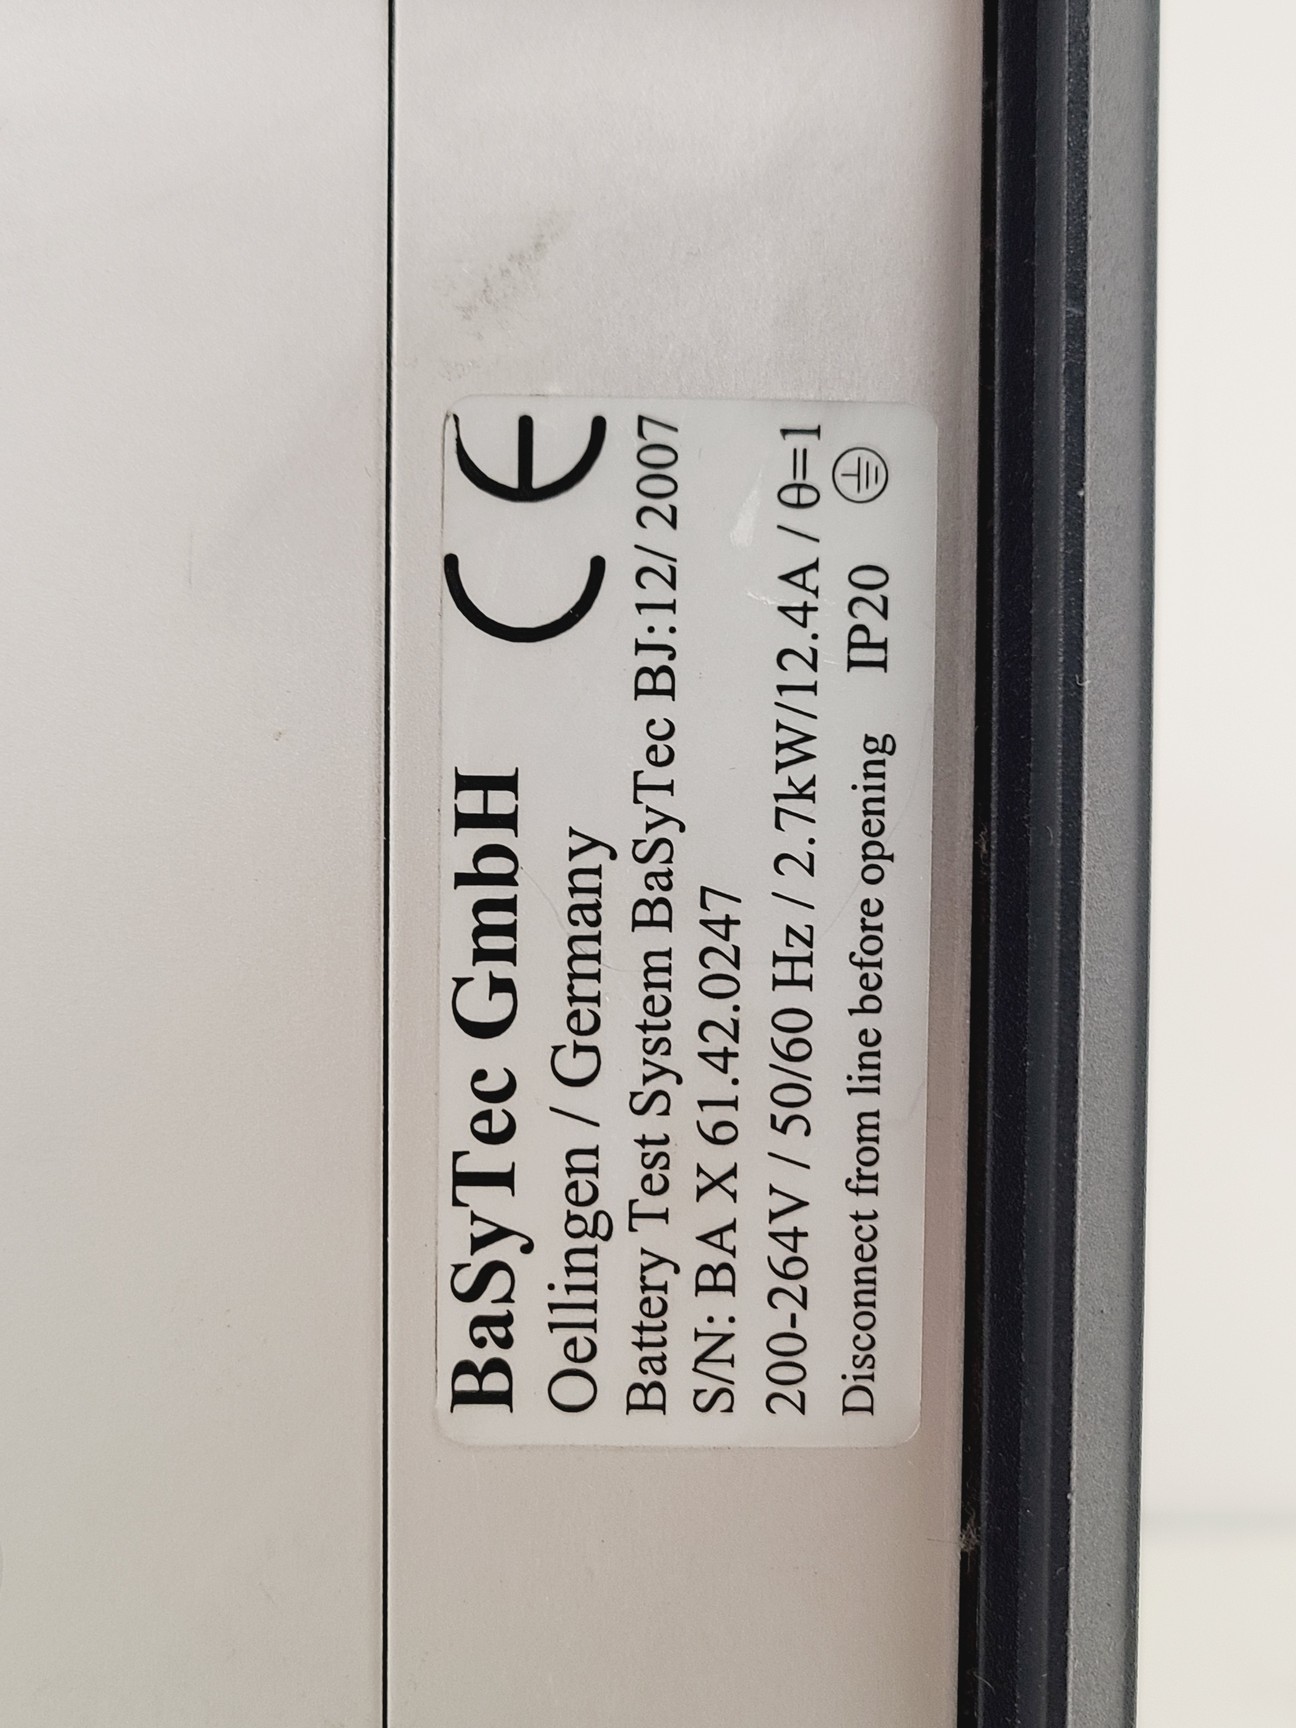 BaSyTec GmbH CE
Oellingen / Germany
Battery Test System BaSyTec BJ:12/ 2007
S/N: BA X 61.42.0247
200-264V / 50/60 Hz / 2.7kW/12.4A / θ=1
Disconnect from line before opening IP20